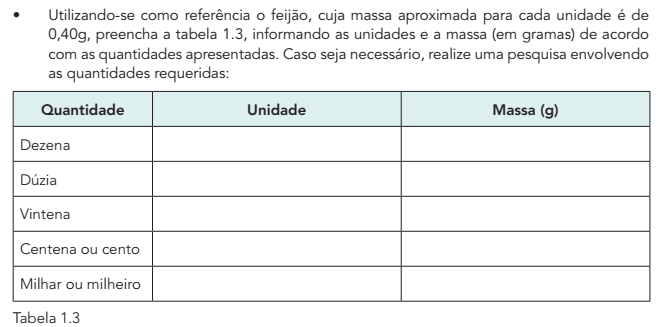 • Utilizando-se como referência o feijão, cuja massa aproximada para cada unidade é de
0,40g, preencha a tabela 1.3, informando as unidades e a massa (em gramas) de acordo
com as quantidades apresentadas. Caso seja necessário, realize uma pesquisa envolvendo
as quantidades requeridas:
Quantidade Unidade Massa (g)
Dezena
Dúzia
Vintena
Centena ou cento
Milhar ou milheiro
Tabela 1.3